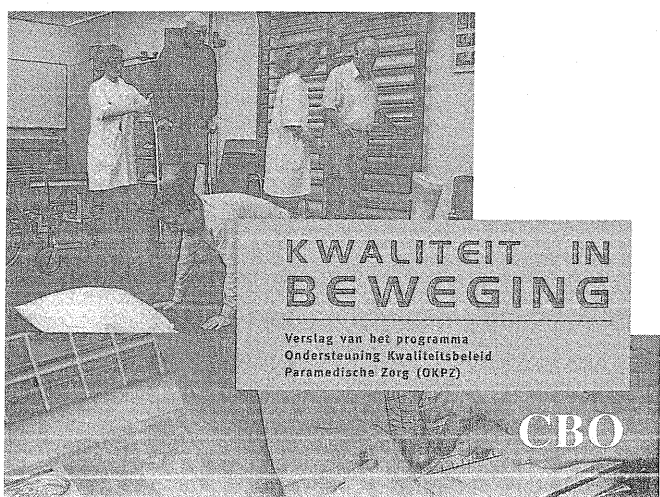 KWALITEIT IN
BEWEGING
Verslag van het programma
Ondersteuning Kwaliteitsbeleid
Paramedische Zorg (OKPZ)
CBO